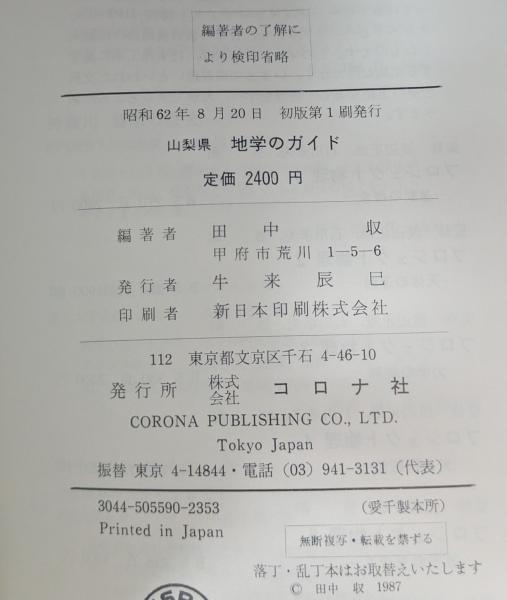 編著者の了解に
より検印省略
昭和62年8月20日 初版第1刷発行
山梨県 地学のガイド
定価 2400 円
編著者 田中 収
甲府市荒川 1-5-6
発行者 牛来辰巳
印刷者 新日本印刷株式会社
112 東京都文京区千石 4-46-10
発行所 株式会社 コロナ社
CORONA PUBLISHING CO., LTD.
Tokyo Japan
振替 東京 4-14844・電話 (03) 941-3131 (代表)
3044-505590-2353 (愛千製本所)
Printed in Japan
無断複写・転載を禁ずる
落丁・乱丁本はお取替えいたします
© 田中 収 1987